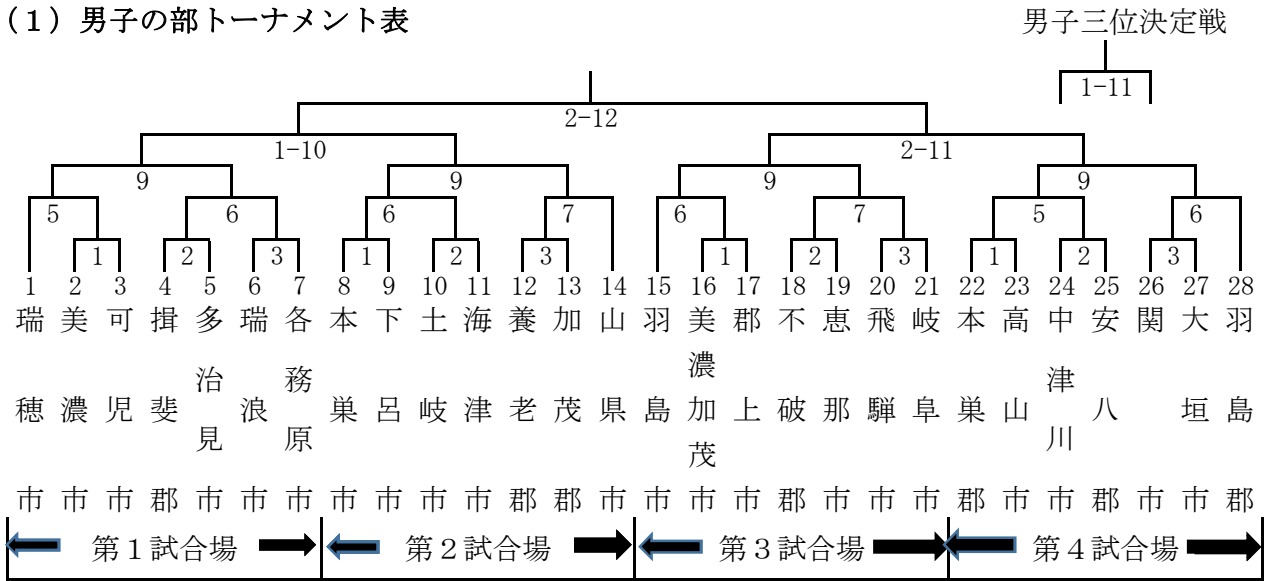 (1) 男子の部トーナメント表
男子三位決定戦
1-11
2-12
1-10 2-11
9 9 9 9
5 6 6 7 6 7 5 6
1 2 3 1 2 3 1 2 3 1 2 3
1 2 3 4 5 6 7 8 9 10 11 12 13 14 15 16 17 18 19 20 21 22 23 24 25 26 27 28
瑞穂市
美濃市
可児市
揖斐郡
多治見市
瑞浪市
各務原市
本巣市
下呂市
土岐市
海津市
養老郡
加茂郡
山県市
羽島市
美濃加茂市
郡上市
不破郡
恵那市
飛騨市
岐阜市
本巣郡
高山市
中津川市
安八郡
関市
大垣市
羽島郡
第1試合場 第2試合場 第3試合場 第4試合場